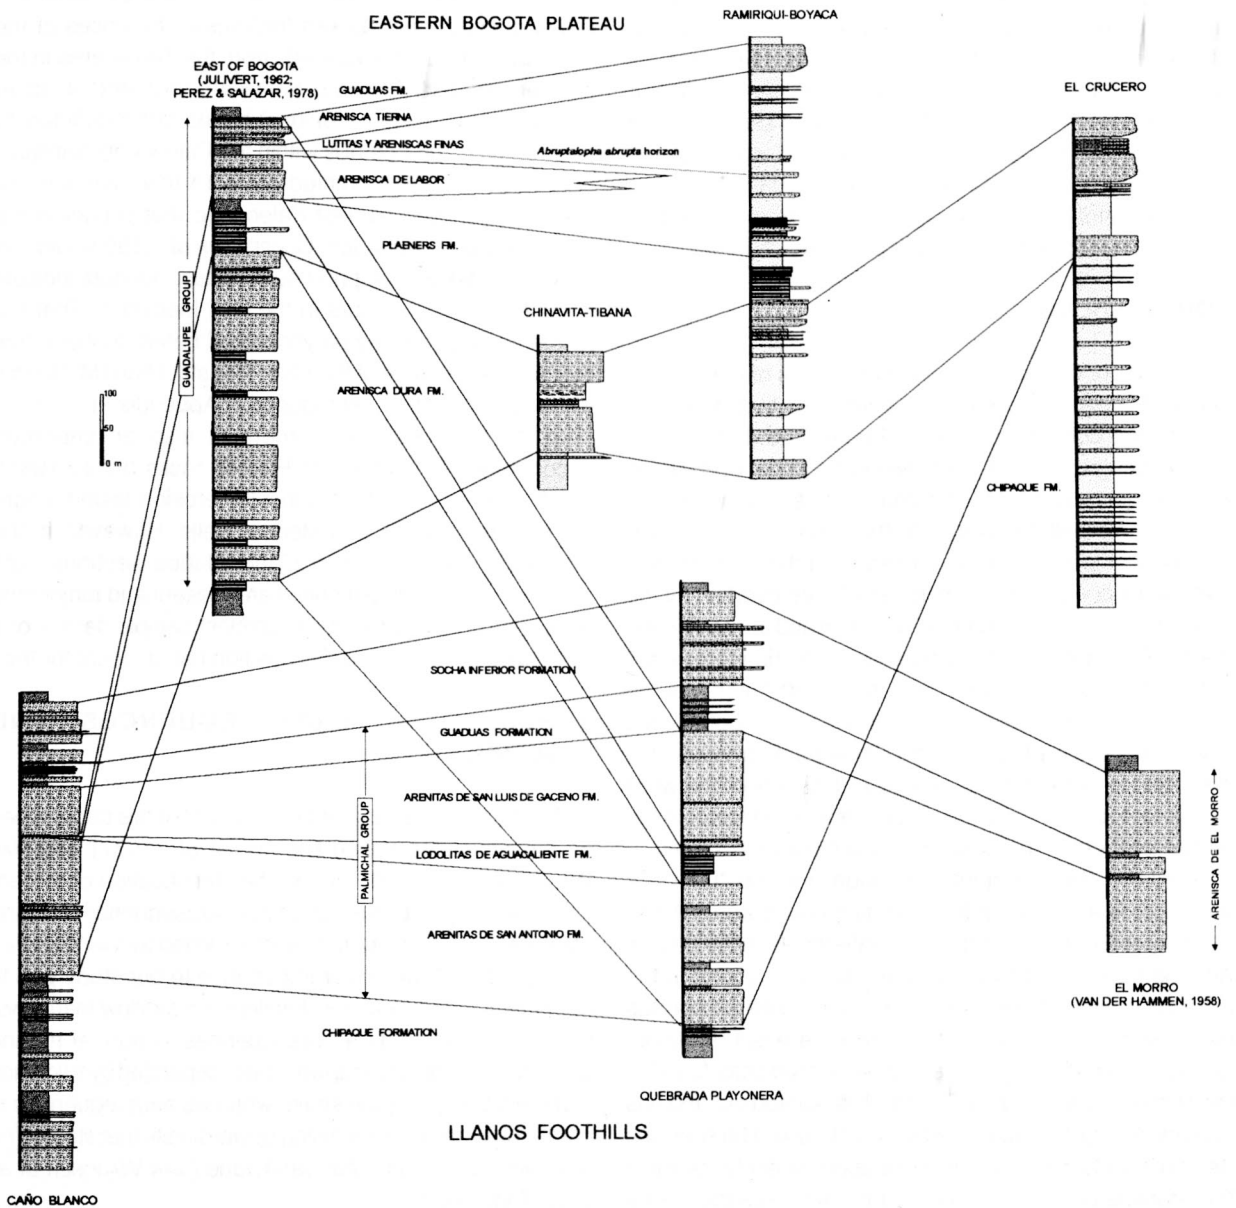 EASTERN BOGOTA PLATEAU
RAMIRIQUI-BOYACA
EAST OF BOGOTA
(JULIVERT, 1962;
PEREZ & SALAZAR, 1978)
EL CRUCERO
GUADUAS FM.
ARENISCA TIERNA
LUTITAS Y ARENISCAS FINAS
Abruptalopha abrupta horizon
ARENISCA DE LABOR
PLAENERS FM.
GUADALUPE GROUP
CHINAVITA-TIBANA
ARENISCA DURA FM.
100
50
0 m
CHIPAQUE FM.
SOCHA INFERIOR FORMATION
GUADUAS FORMATION
ARENITAS DE SAN LUIS DE GACENO FM.
PALMICHAL GROUP
LODOLITAS DE AGUACALIENTE FM.
ARENITAS DE SAN ANTONIO FM.
ARENISCA DE EL MORRO
EL MORRO
(VAN DER HAMMEN, 1958)
CHIPAQUE FORMATION
QUEBRADA PLAYONERA
LLANOS FOOTHILLS
CAÑO BLANCO